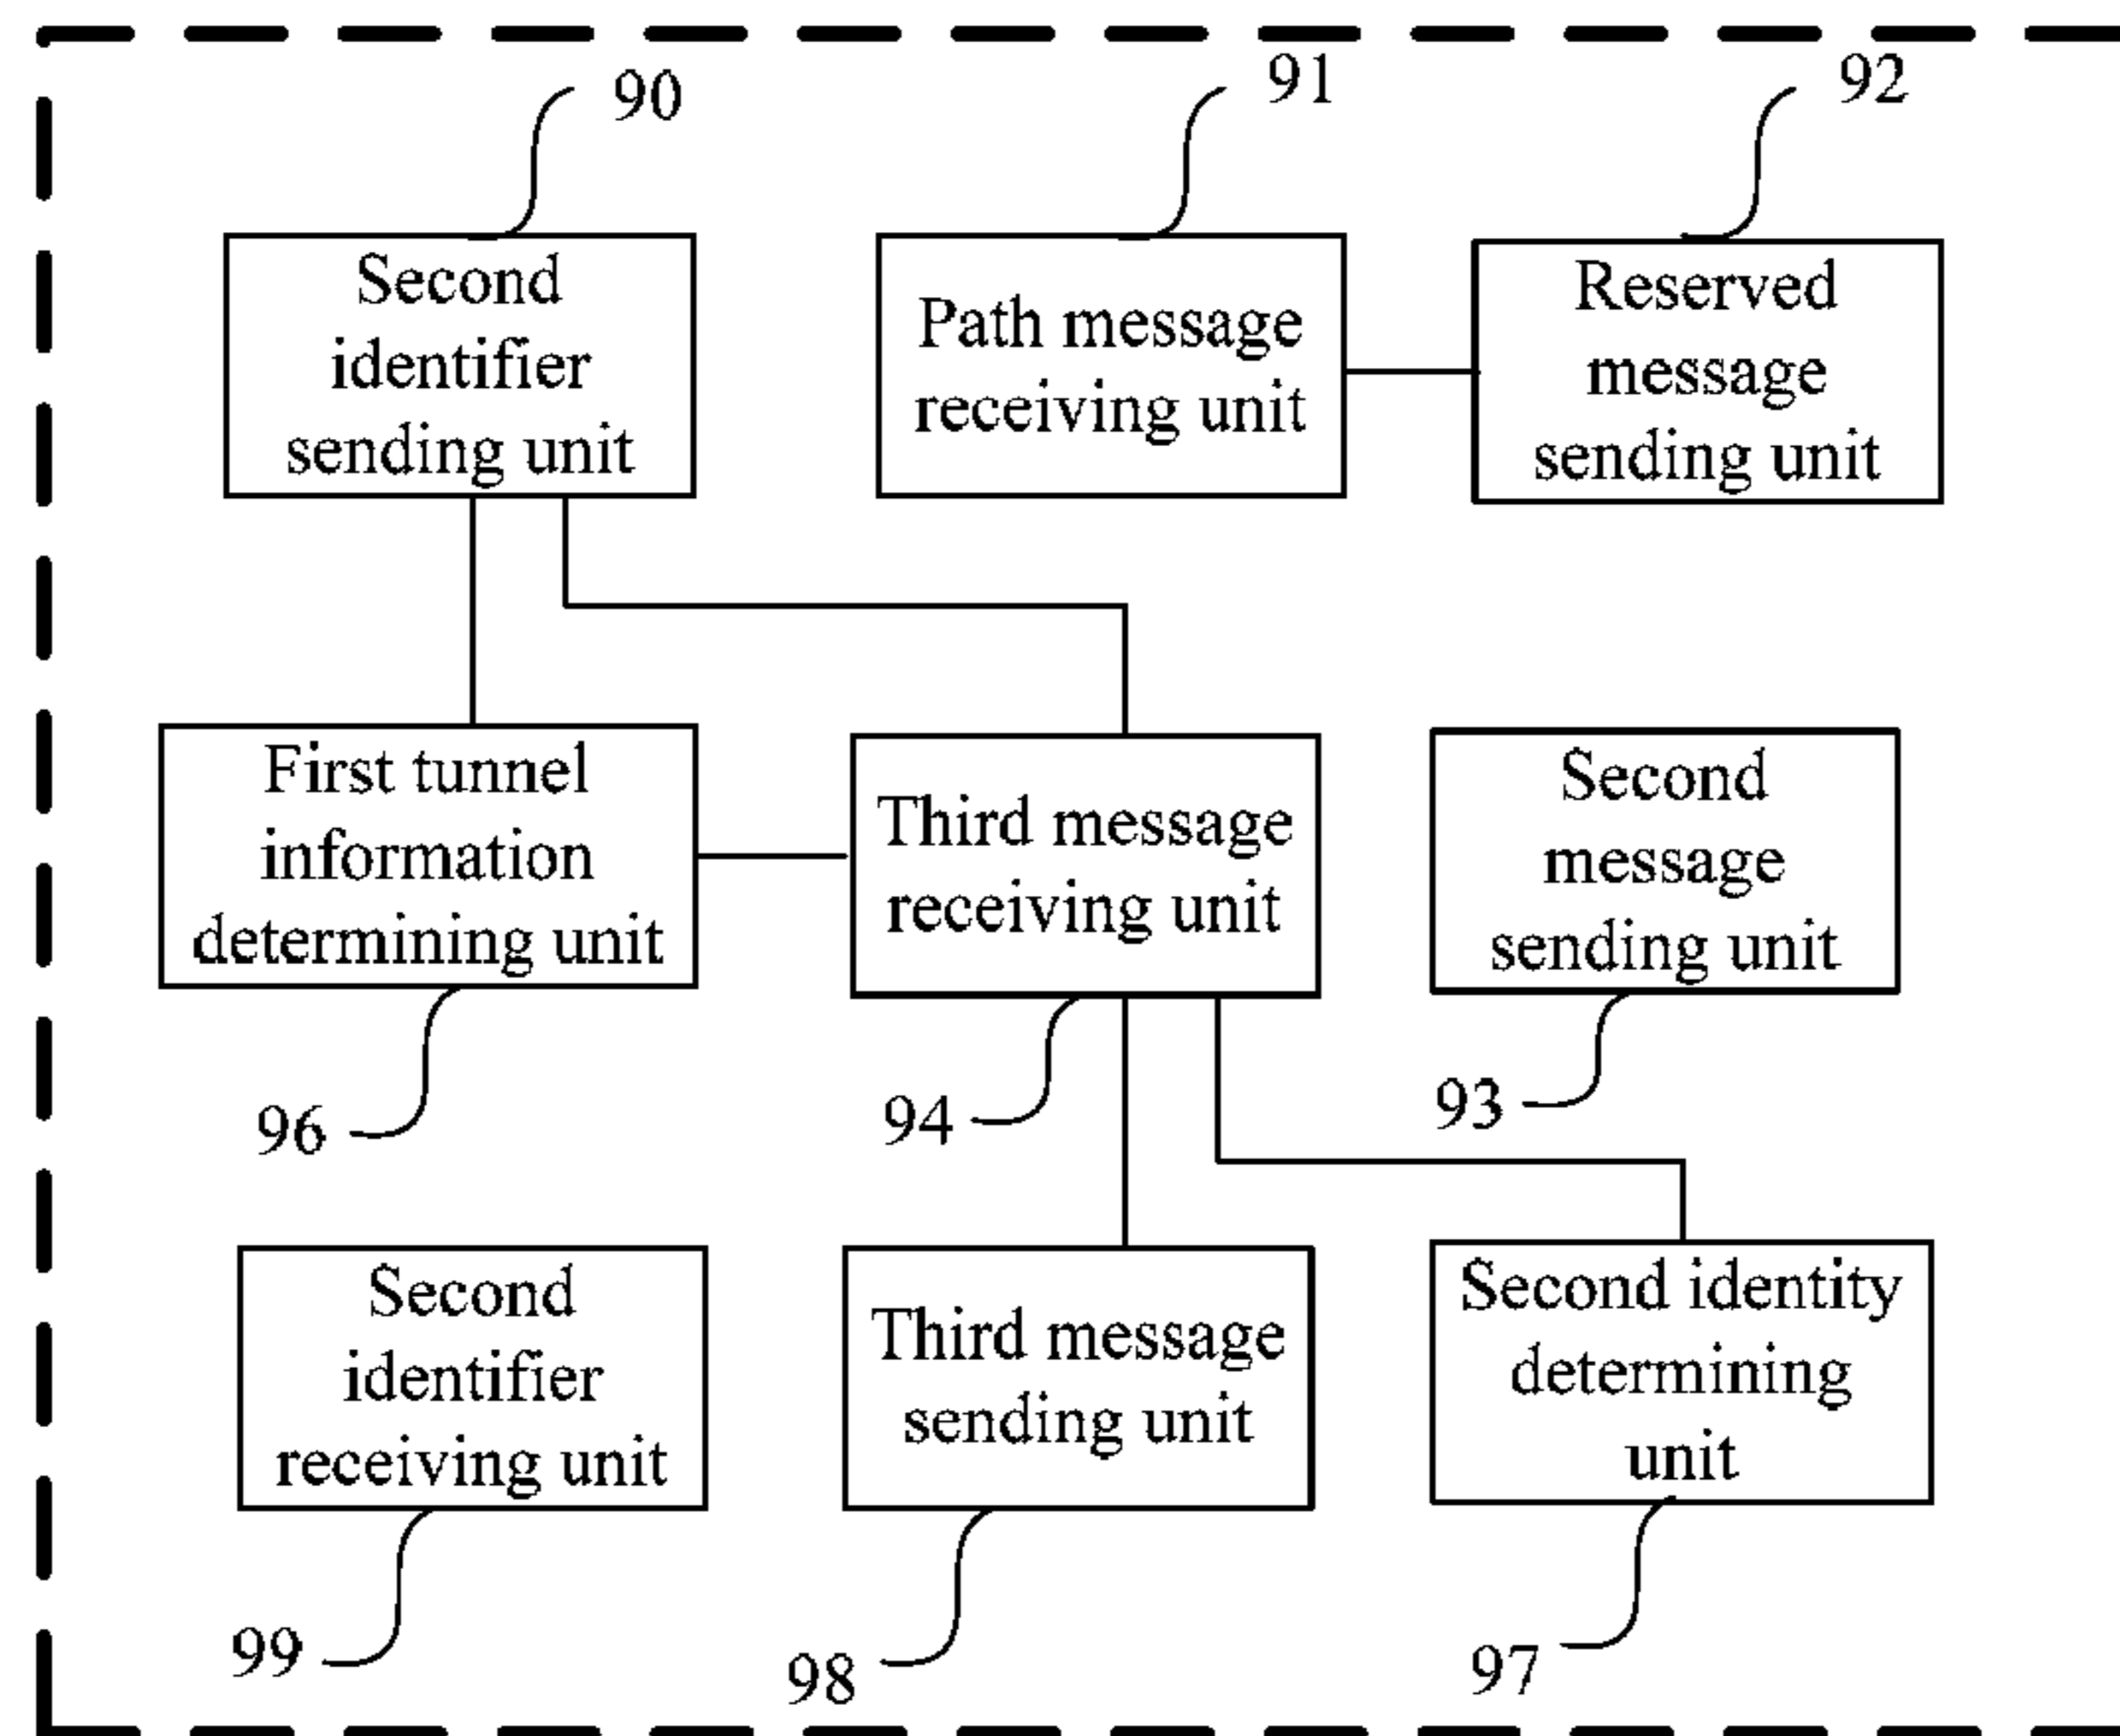 90
91
92
Second
identifier
sending unit
Path message
receiving unit
Reserved
message
sending unit
First tunnel
information
determining unit
Third message
receiving unit
Second
message
sending unit
96
94
93
Second
identifier
receiving unit
Third message
sending unit
Second identity
determining
unit
99
98
97